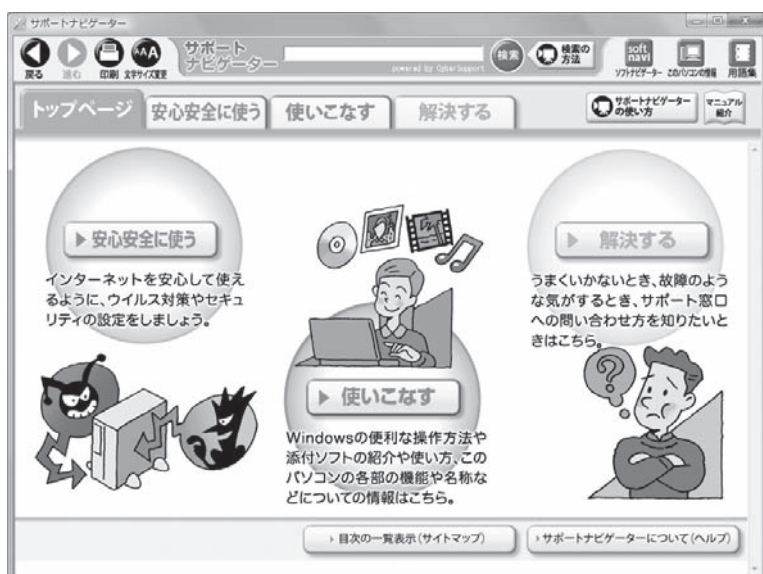 サポートナビゲーター
戻る
進む
印刷
文字サイズ変更
サポート
ナビゲーター
powered by CyberSupport
検索
検索の
方法
soft
navi
ソフトナビゲーター
このパソコンの情報
用語集
トップページ
安心安全に使う
使いこなす
解決する
サポートナビゲーター
の使い方
マニュアル
紹介
安心安全に使う
インターネットを安心して使え
るように、ウイルス対策やセキュ
リティの設定をしましょう。
使いこなす
Windowsの便利な操作方法や
添付ソフトの紹介や使い方、この
パソコンの各部の機能や名称な
どについての情報はこちら。
解決する
うまくいかないとき、故障のよう
な気がするとき、サポート窓口
への問い合わせ方を知りたいと
きはこちら。
?
目次の一覧表示(サイトマップ)
サポートナビゲーターについて(ヘルプ)